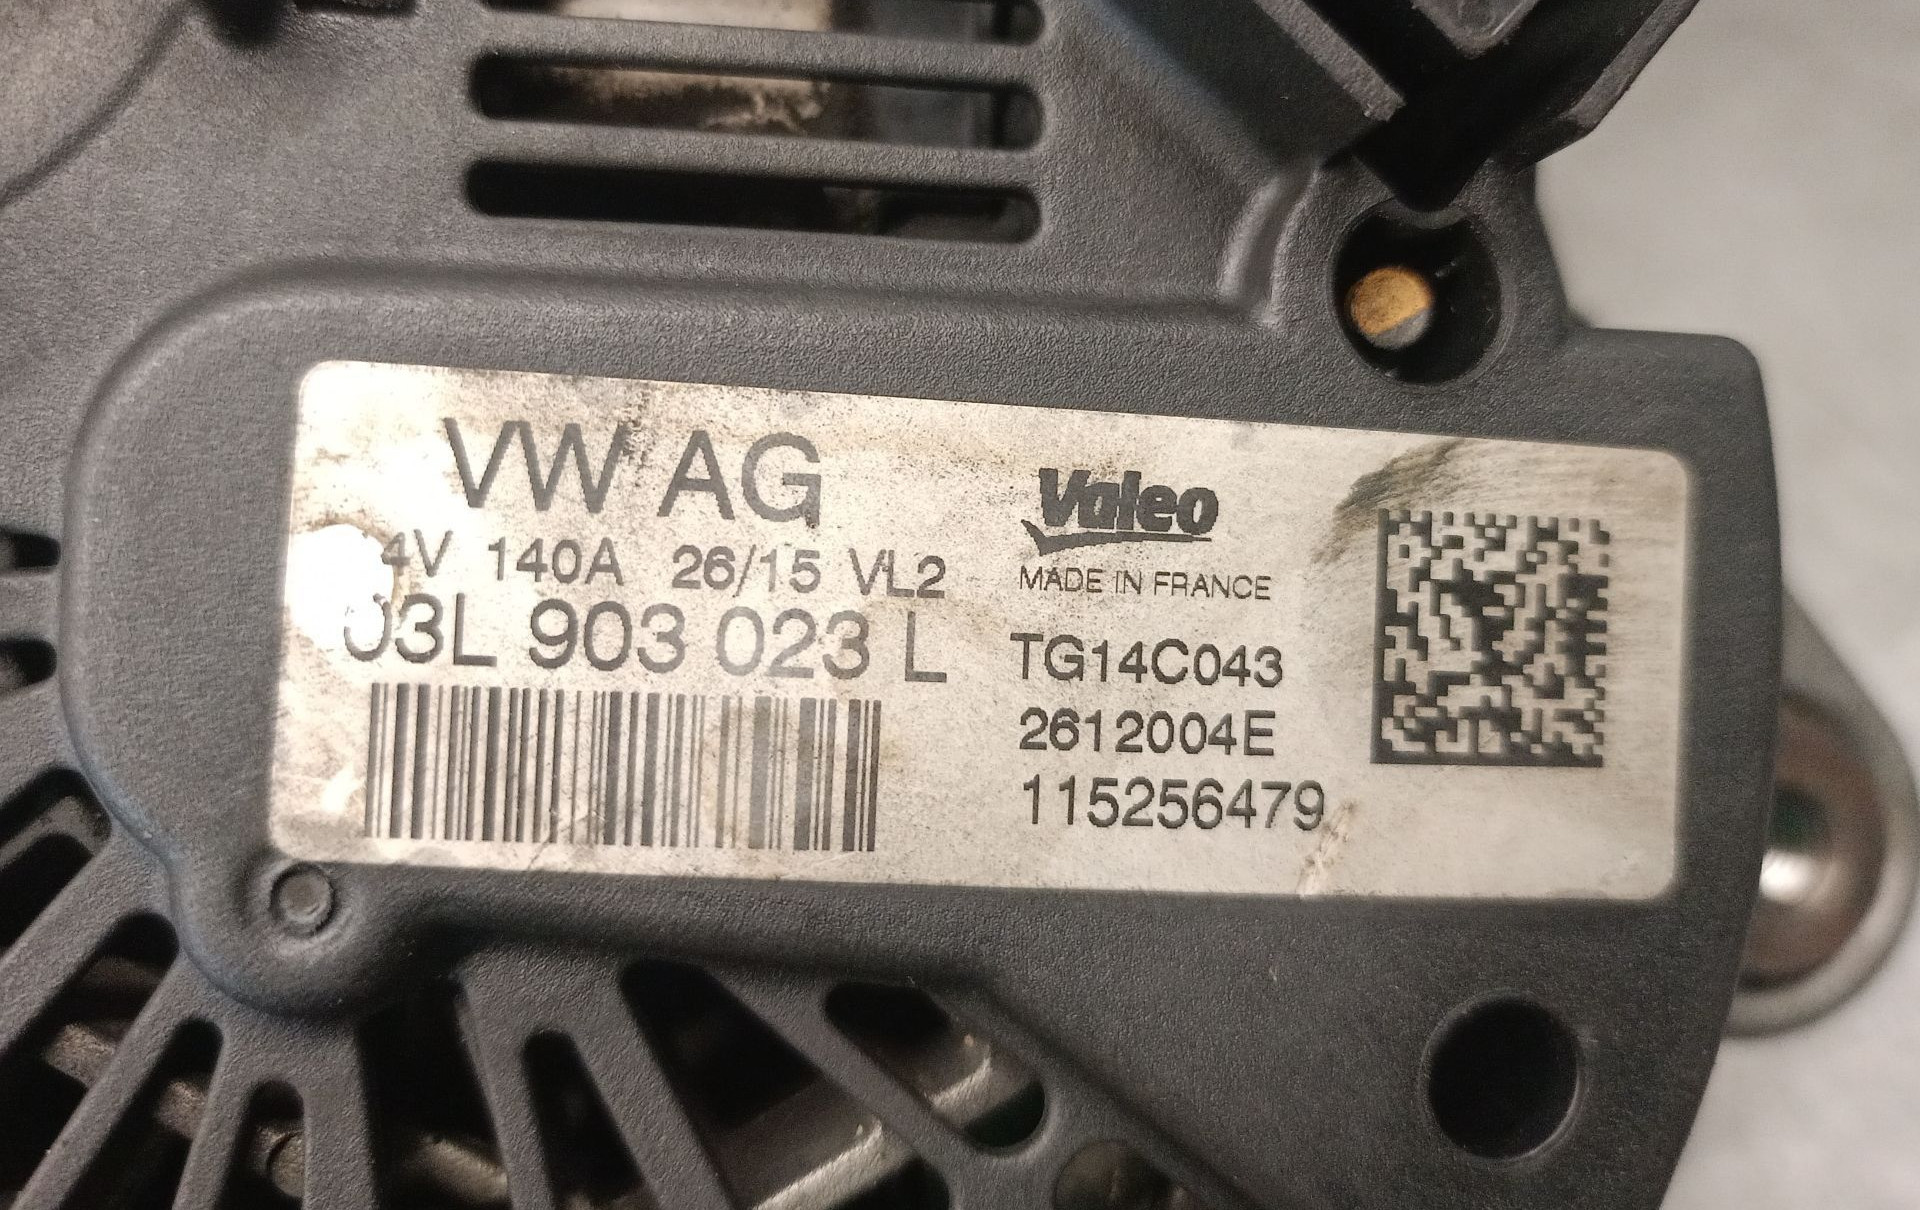 VW AG
4V 140A 26/15 VL2
03L 903 023 L
Valeo
MADE IN FRANCE
TG14C043
2612004E
115256479